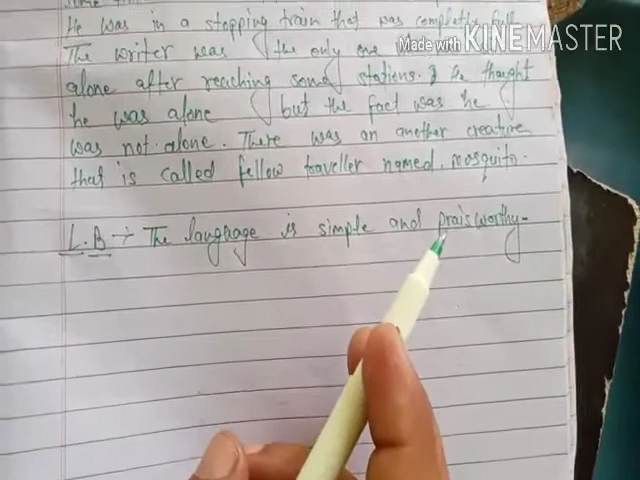 He was in a stopping train that was completly full
The writer was the only one
Made with KINEMASTER
alone after reaching some stations. & he thought
he was alone but the fact was he
was not alone. There was an another creature
that is called fellow traveller named, mosquito.
L.B ÷ The language is simple and praisworthy-